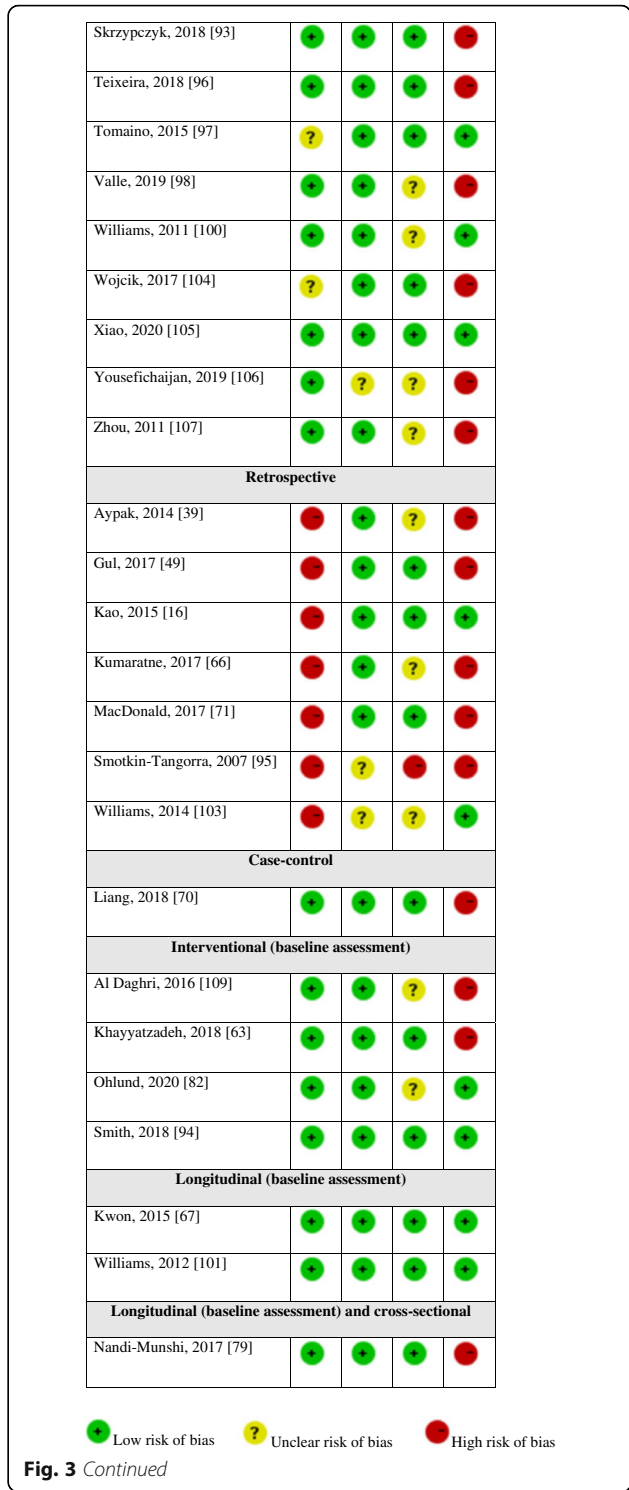 Skrzypczyk, 2018 [93] + + + -
Teixeira, 2018 [96] + + + -
Tomaino, 2015 [97] ? + + +
Valle, 2019 [98] + + ? -
Williams, 2011 [100] + + ? +
Wojcik, 2017 [104] ? + + -
Xiao, 2020 [105] + + + +
Yousefichaijan, 2019 [106] + ? ? -
Zhou, 2011 [107] + + ? -
Retrospective
Aypak, 2014 [39] - + ? -
Gul, 2017 [49] - + + -
Kao, 2015 [16] - + + +
Kumaratne, 2017 [66] - + ? -
MacDonald, 2017 [71] - + + -
Smotkin-Tangorra, 2007 [95] - ? - -
Williams, 2014 [103] - ? ? +
Case-control
Liang, 2018 [70] + + + -
Interventional (baseline assessment)
Al Daghri, 2016 [109] + + ? -
Khayyatzadeh, 2018 [63] + + + -
Ohlund, 2020 [82] + + ? +
Smith, 2018 [94] + + + +
Longitudinal (baseline assessment)
Kwon, 2015 [67] + + + +
Williams, 2012 [101] + + + +
Longitudinal (baseline assessment) and cross-sectional
Nandi-Munshi, 2017 [79] + + + -
+ Low risk of bias ? Unclear risk of bias - High risk of bias
Fig. 3 Continued